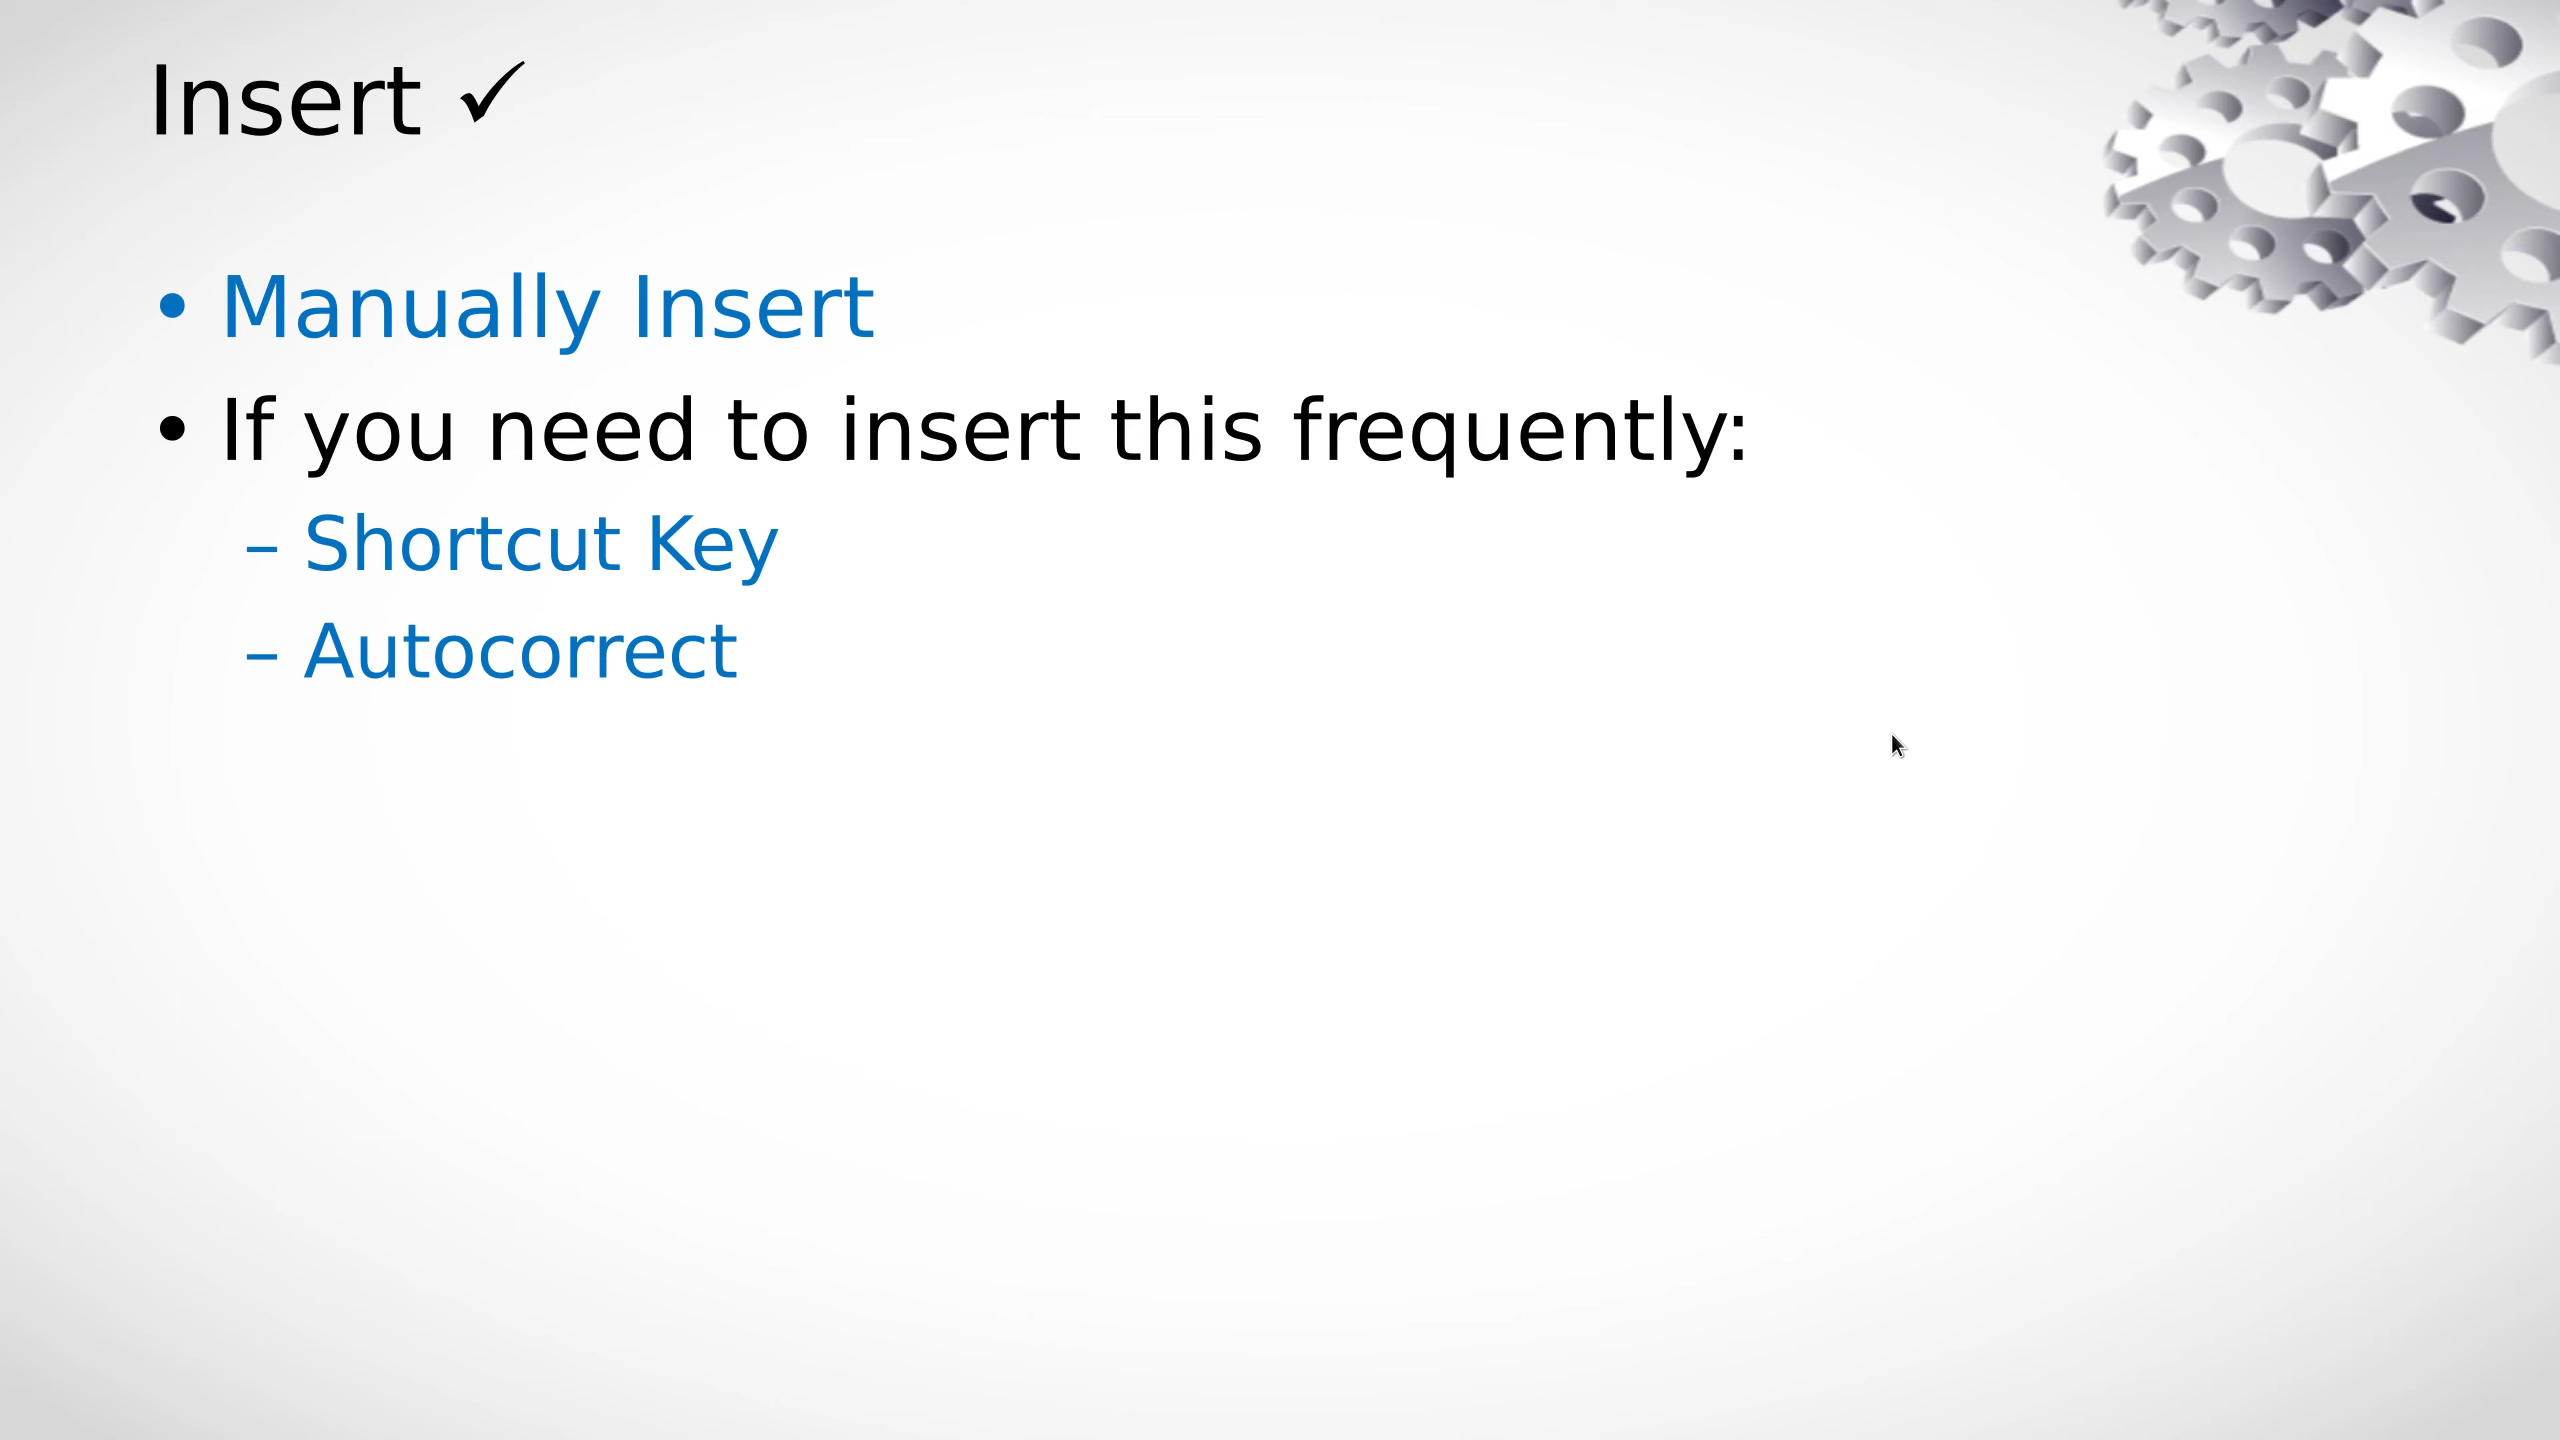 Insert ✓
• Manually Insert
• If you need to insert this frequently:
– Shortcut Key
– Autocorrect